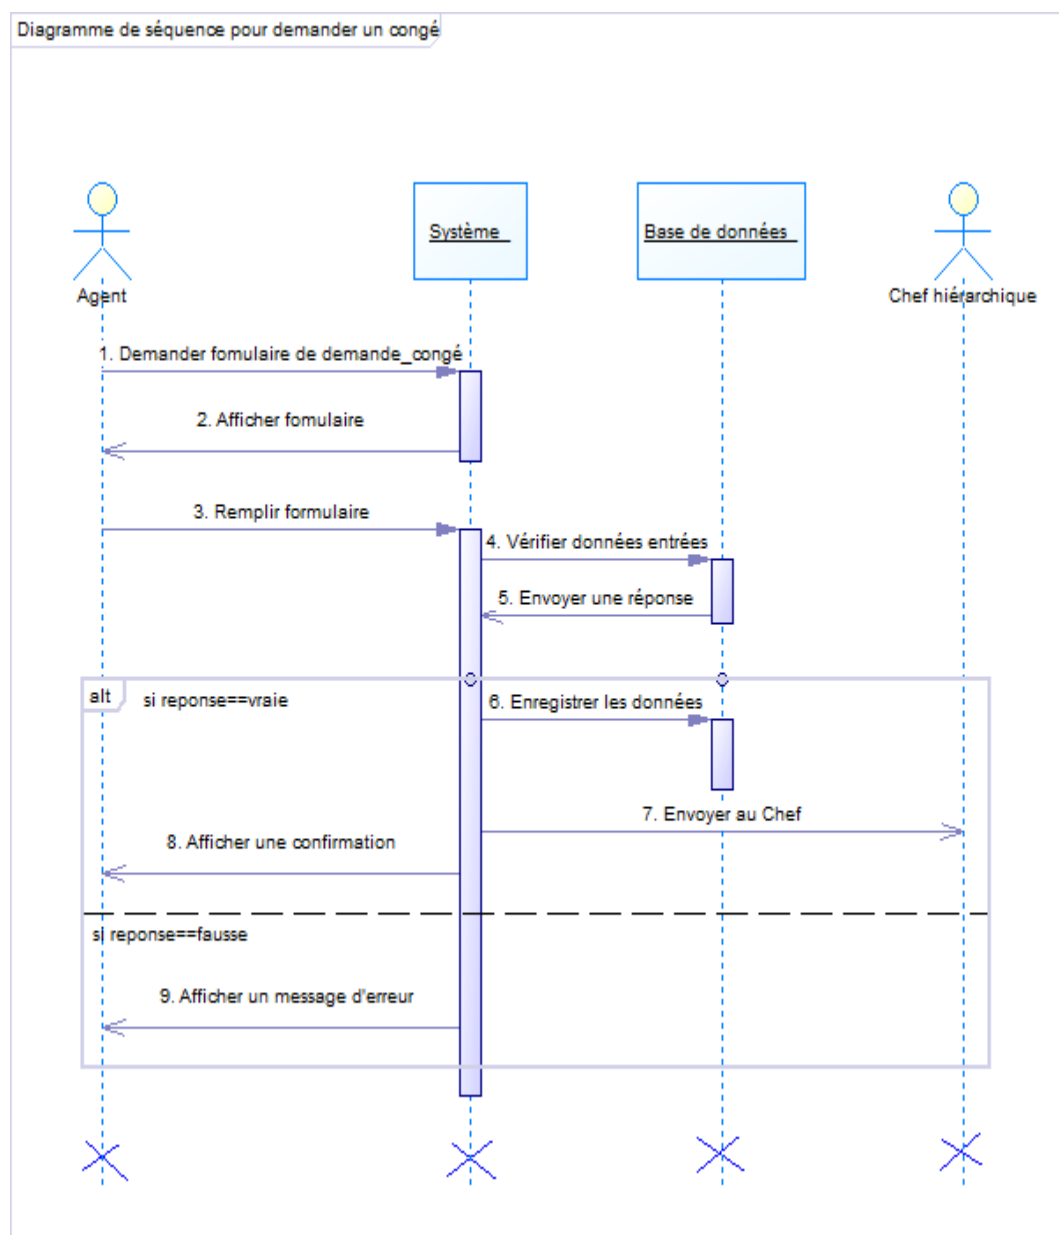 Diagramme de séquence pour demander un congé
Système
Base de données
Agent
Chef hiérarchique
1. Demander fomulaire de demande_congé
2. Afficher fomulaire
3. Remplir formulaire
4. Vérifier données entrées
5. Envoyer une réponse
alt
si reponse==vraie
6. Enregistrer les données
7. Envoyer au Chef
8. Afficher une confirmation
si reponse==fausse
9. Afficher un message d'erreur